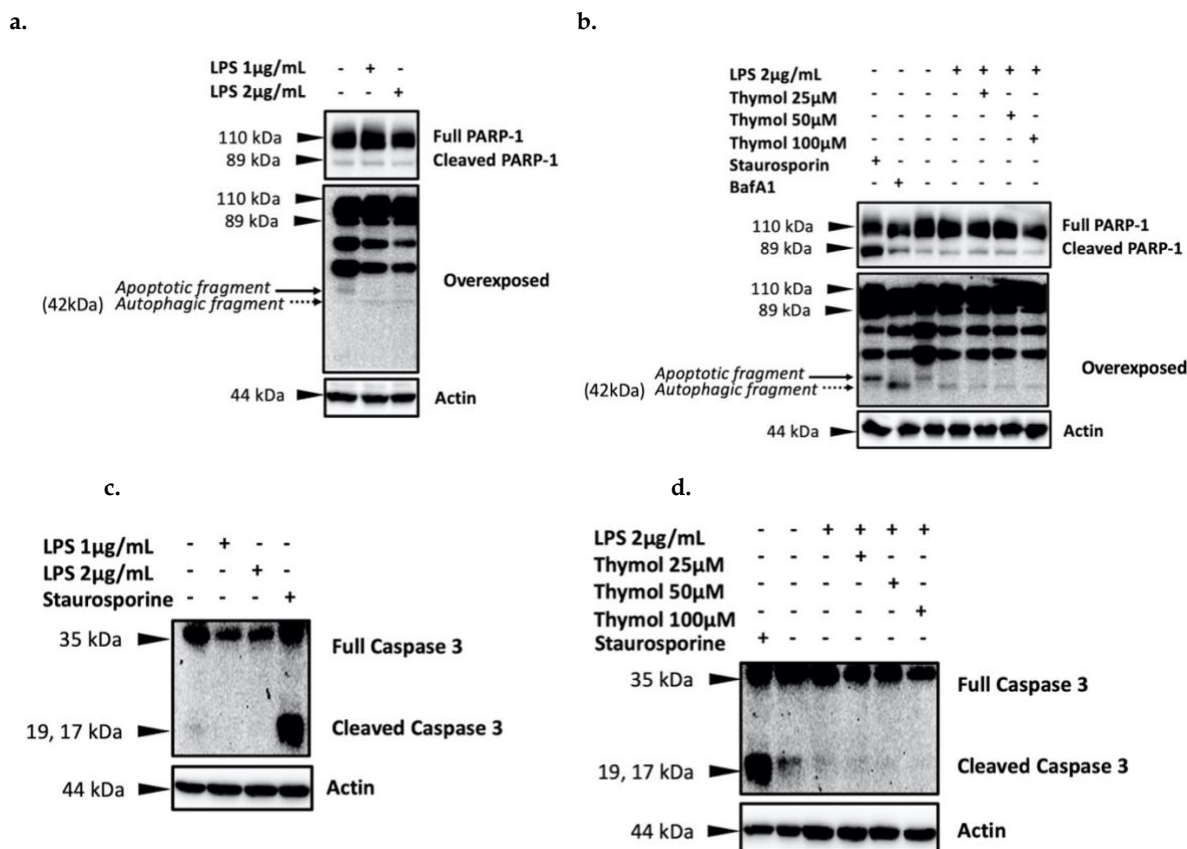 a.
LPS 1µg/mL - + -
LPS 2µg/mL - - +
110 kDa Full PARP-1
89 kDa Cleaved PARP-1
110 kDa
89 kDa
Overexposed
Apoptotic fragment
(42kDa) Autophagic fragment
44 kDa Actin
b.
LPS 2µg/mL - - - + + + +
Thymol 25µM - - - - + - -
Thymol 50µM - - - - - + -
Thymol 100µM - - - - - - +
Staurosporin + - - - - - -
BafA1 - + - - - - -
110 kDa Full PARP-1
89 kDa Cleaved PARP-1
110 kDa
89 kDa
Overexposed
Apoptotic fragment
(42kDa) Autophagic fragment
44 kDa Actin
c.
LPS 1µg/mL - + - -
LPS 2µg/mL - - + -
Staurosporine - - - +
35 kDa Full Caspase 3
19, 17 kDa Cleaved Caspase 3
44 kDa Actin
d.
LPS 2µg/mL - - + + + +
Thymol 25µM - - - + - -
Thymol 50µM - - - - + -
Thymol 100µM - - - - - +
Staurosporine + - - - - -
35 kDa Full Caspase 3
19, 17 kDa Cleaved Caspase 3
44 kDa Actin